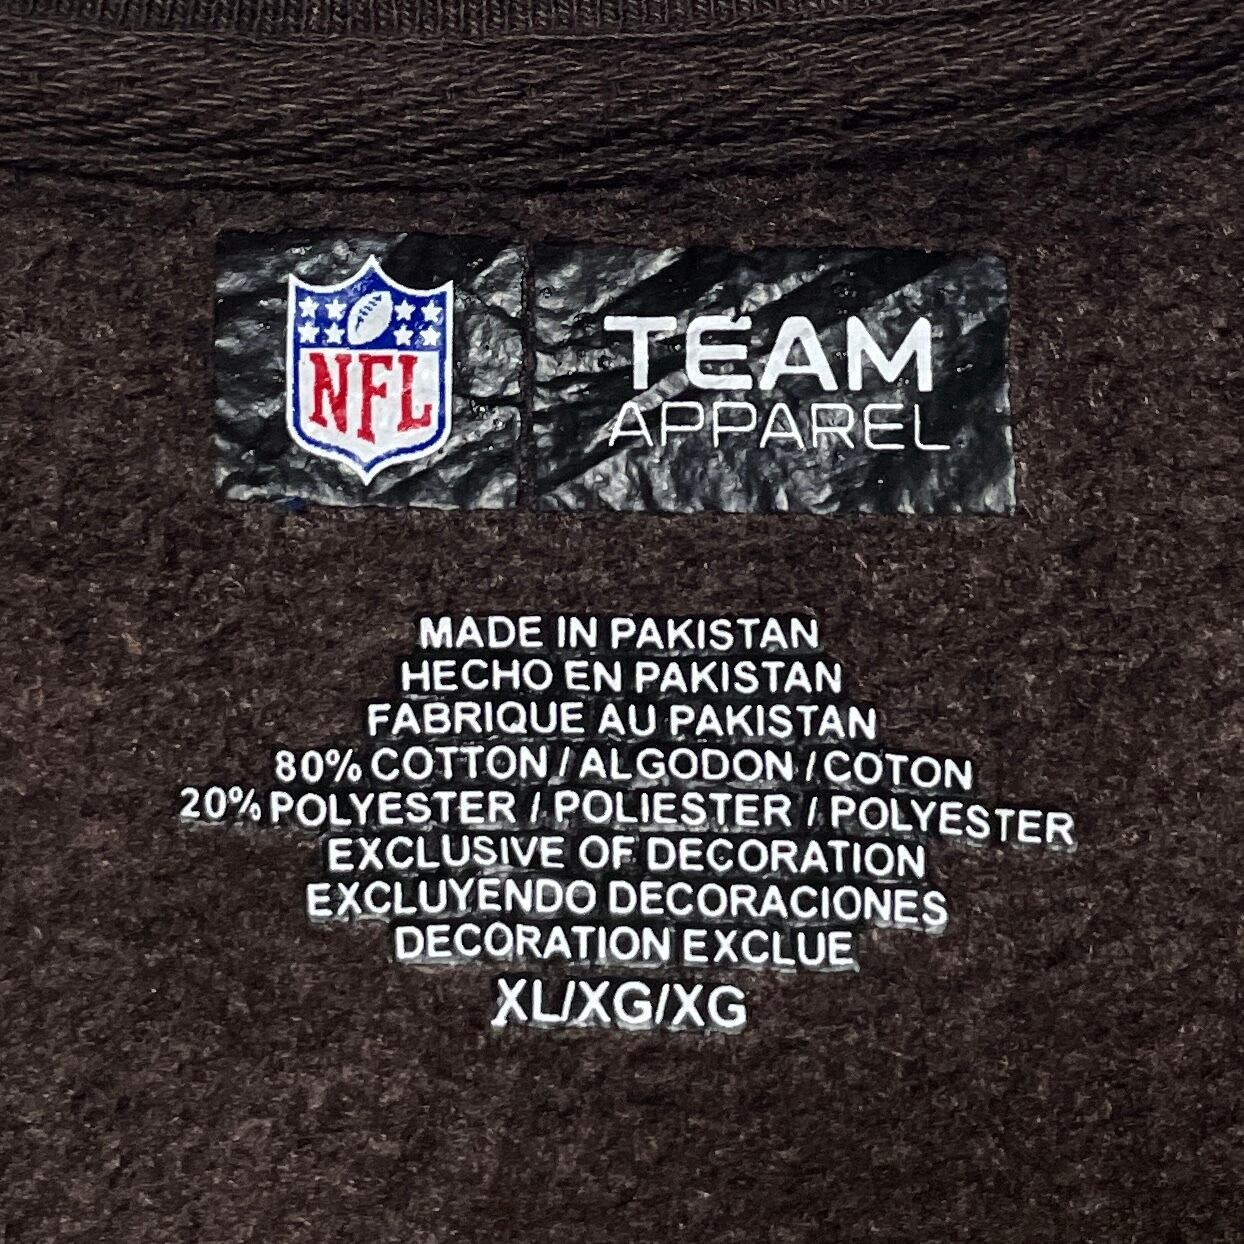 NFL
TEAM
APPAREL
MADE IN PAKISTAN
HECHO EN PAKISTAN
FABRIQUE AU PAKISTAN
80% COTTON / ALGODON / COTON
20% POLYESTER / POLIESTER / POLYESTER
EXCLUSIVE OF DECORATION
EXCLUYENDO DECORACIONES
DECORATION EXCLUE
XL/XG/XG